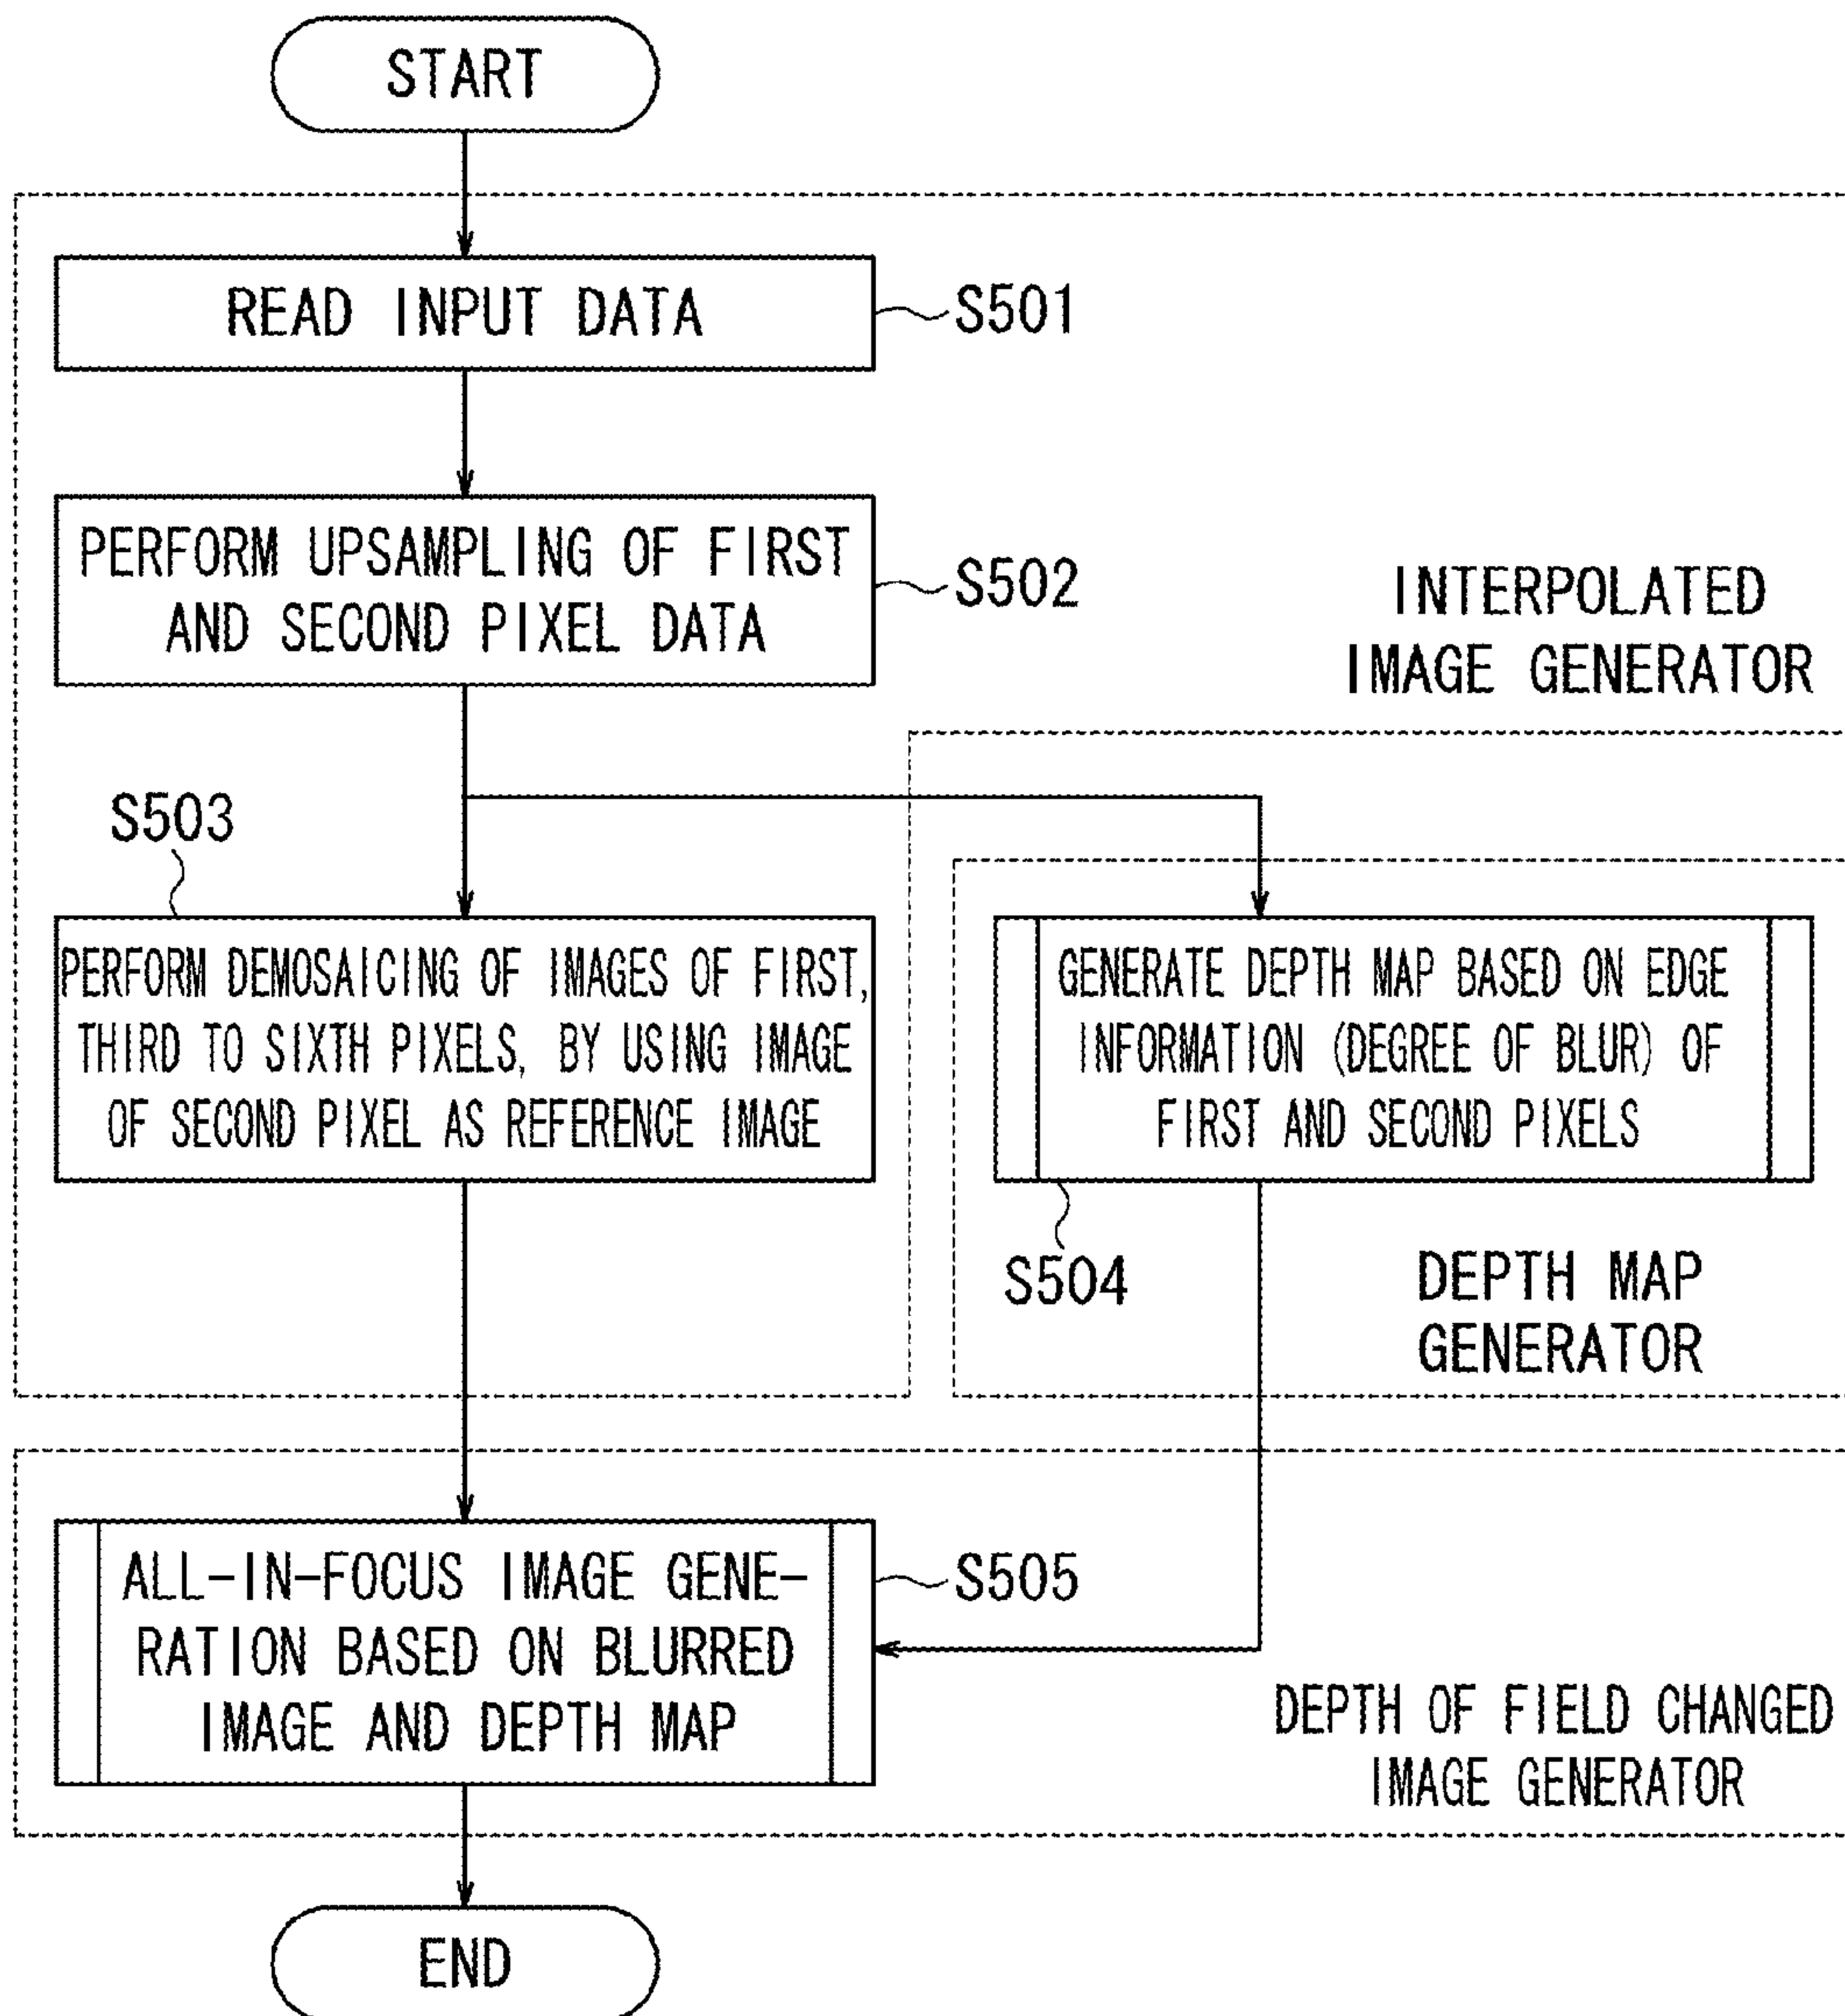 START
READ INPUT DATA
S501
PERFORM UPSAMPLING OF FIRST
AND SECOND PIXEL DATA
S502
INTERPOLATED
IMAGE GENERATOR
S503
PERFORM DEMOSAICING OF IMAGES OF FIRST,
THIRD TO SIXTH PIXELS, BY USING IMAGE
OF SECOND PIXEL AS REFERENCE IMAGE
GENERATE DEPTH MAP BASED ON EDGE
INFORMATION (DEGREE OF BLUR) OF
FIRST AND SECOND PIXELS
S504
DEPTH MAP
GENERATOR
ALL-IN-FOCUS IMAGE GENE-
RATION BASED ON BLURRED
IMAGE AND DEPTH MAP
S505
DEPTH OF FIELD CHANGED
IMAGE GENERATOR
END